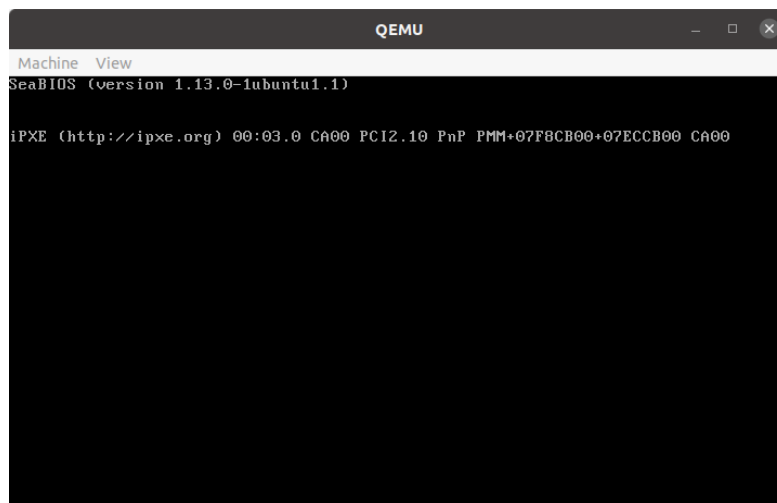 QEMU
Machine View
SeaBIOS (version 1.13.0-1ubuntu1.1)
iPXE (http://ipxe.org) 00:03.0 CA00 PCI2.10 PnP PMM+07F8CB00+07ECCB00 CA00